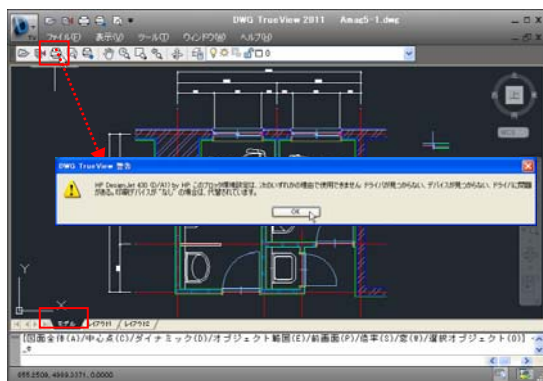 DWG TrueView 2011 Amag5-1.dwg
ファイル(F) 表示(V) ツール(T) ウィンドウ(W) ヘルプ(H)
0
上
WCS
DWG TrueView 警告
HP DesignJet 430 (D/A1) by HP このプロッタ環境設定は、次のいずれかの理由で使用できません: ドライバが見つからない、デバイスが見つからない、ドライバに問題
がある。印刷デバイスが "なし" の場合は、代替されています。
OK
Y
X
モデル レイアウト1 レイアウト2
[図面全体(A)/中心点(C)/ダイナミック(D)/オブジェクト範囲(E)/前画面(P)/倍率(S)/窓(W)/選択オブジェクト(O)]
_e